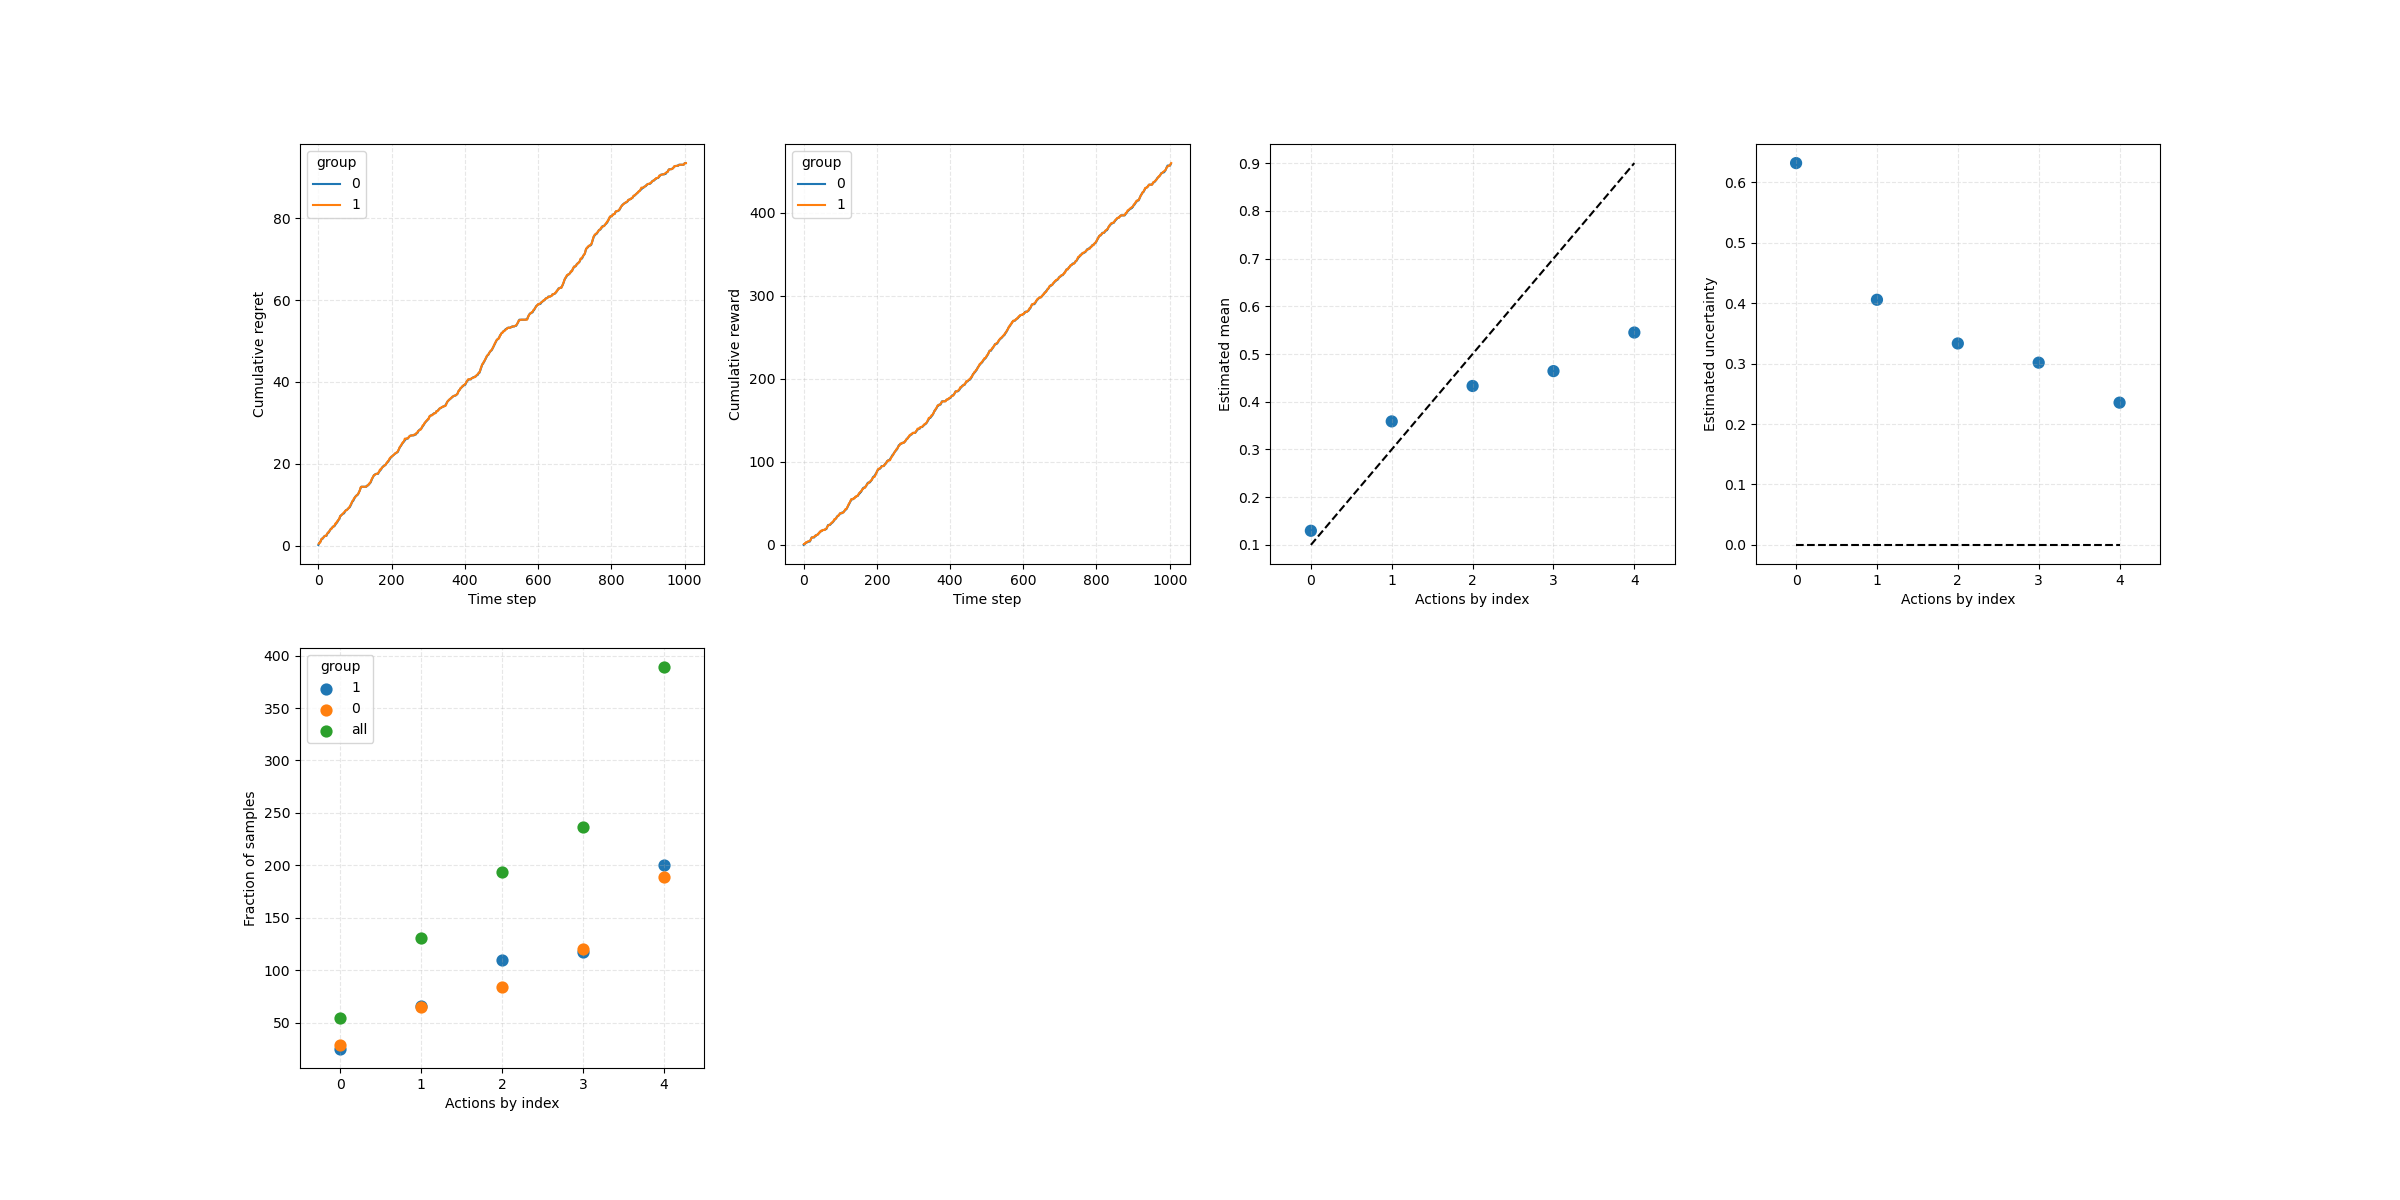 group
0
1
80
60
40
20
0
Cumulative regret
0 200 400 600 800 1000
Time step
group
0
1
400
300
200
100
0
Cumulative reward
0 200 400 600 800 1000
Time step
0.9
0.8
0.7
0.6
0.5
0.4
0.3
0.2
0.1
Estimated mean
0 1 2 3 4
Actions by index
0.6
0.5
0.4
0.3
0.2
0.1
0.0
Estimated uncertainty
0 1 2 3 4
Actions by index
group
1
0
all
400
350
300
250
200
150
100
50
Fraction of samples
0 1 2 3 4
Actions by index